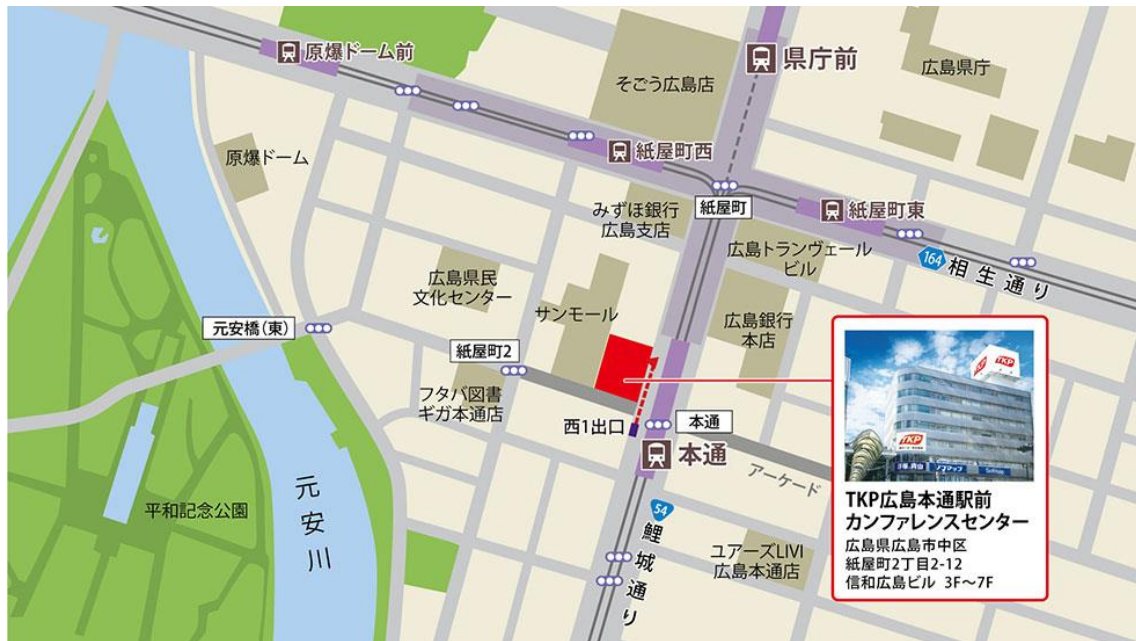 原爆ドーム前
県庁前
広島県庁
そごう広島店
原爆ドーム
紙屋町西
みずほ銀行
広島支店
紙屋町
紙屋町東
広島トランヴェール
ビル
164
相生通り
広島県民
文化センター
サンモール
広島銀行
本店
元安橋(東)
紙屋町2
フタバ図書
ギガ本通店
西1出口
本通
本通
アーケード
平和記念公園
元安川
54
鯉城通り
ユアーズLIVI
広島本通店
TKP
TKP
TKP
TKP広島本通駅前
カンファレンスセンター
広島県広島市中区
紙屋町2丁目2-12
信和広島ビル 3F〜7F